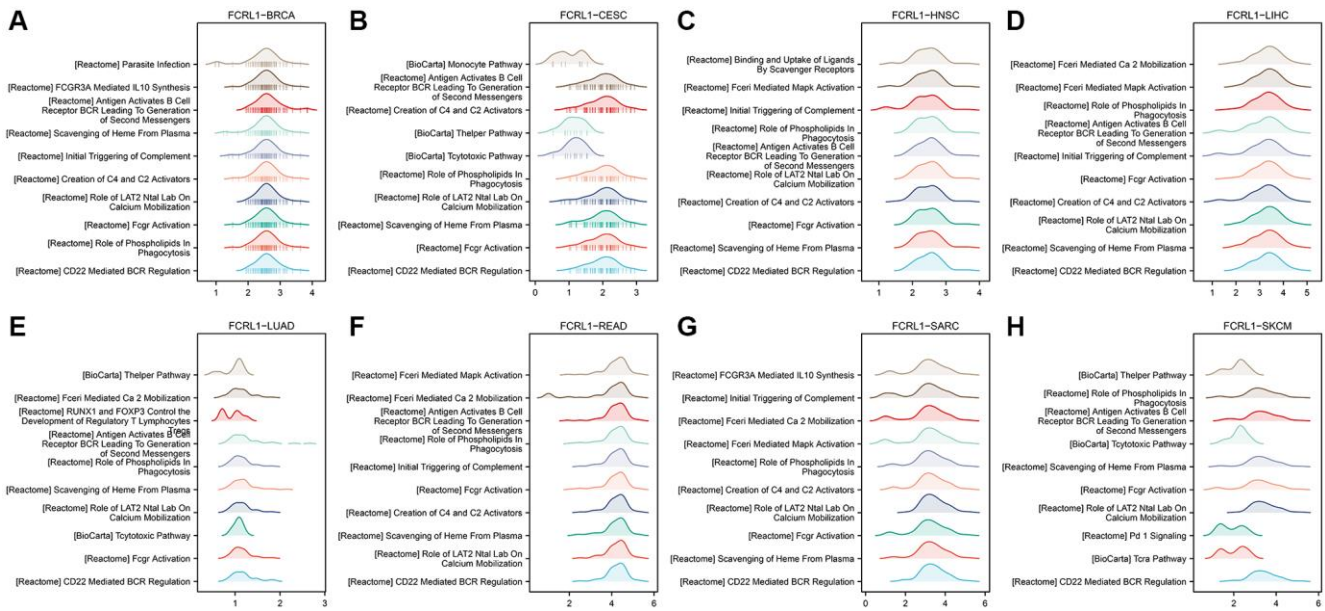 A
FCRL1−BRCA
[Reactome] Parasite Infection
[Reactome] FCGR3A Mediated IL10 Synthesis
[Reactome] Antigen Activates B Cell
Receptor BCR Leading To Generation
of Second Messengers
[Reactome] Scavenging of Heme From Plasma
[Reactome] Initial Triggering of Complement
[Reactome] Creation of C4 and C2 Activators
[Reactome] Role of LAT2 Ntal Lab On
Calcium Mobilization
[Reactome] Fcgr Activation
[Reactome] Role of Phospholipids In
Phagocytosis
[Reactome] CD22 Mediated BCR Regulation
1 2 3 4
B
FCRL1−CESC
[BioCarta] Monocyte Pathway
[Reactome] Antigen Activates B Cell
Receptor BCR Leading To Generation
of Second Messengers
[Reactome] Creation of C4 and C2 Activators
[BioCarta] Thelper Pathway
[BioCarta] Tcytotoxic Pathway
[Reactome] Role of Phospholipids In
Phagocytosis
[Reactome] Role of LAT2 Ntal Lab On
Calcium Mobilization
[Reactome] Scavenging of Heme From Plasma
[Reactome] Fcgr Activation
[Reactome] CD22 Mediated BCR Regulation
0 1 2 3
C
FCRL1−HNSC
[Reactome] Binding and Uptake of Ligands
By Scavenger Receptors
[Reactome] Fceri Mediated Mapk Activation
[Reactome] Initial Triggering of Complement
[Reactome] Role of Phospholipids In
Phagocytosis
[Reactome] Antigen Activates B Cell
Receptor BCR Leading To Generation
of Second Messengers
[Reactome] Role of LAT2 Ntal Lab On
Calcium Mobilization
[Reactome] Creation of C4 and C2 Activators
[Reactome] Fcgr Activation
[Reactome] Scavenging of Heme From Plasma
[Reactome] CD22 Mediated BCR Regulation
1 2 3 4
D
FCRL1−LIHC
[Reactome] Fceri Mediated Ca 2 Mobilization
[Reactome] Fceri Mediated Mapk Activation
[Reactome] Role of Phospholipids In
Phagocytosis
[Reactome] Antigen Activates B Cell
Receptor BCR Leading To Generation
of Second Messengers
[Reactome] Initial Triggering of Complement
[Reactome] Fcgr Activation
[Reactome] Creation of C4 and C2 Activators
[Reactome] Role of LAT2 Ntal Lab On
Calcium Mobilization
[Reactome] Scavenging of Heme From Plasma
[Reactome] CD22 Mediated BCR Regulation
1 2 3 4 5
E
FCRL1−LUAD
[BioCarta] Thelper Pathway
[Reactome] Fceri Mediated Ca 2 Mobilization
[Reactome] RUNX1 and FOXP3 Control the
Development of Regulatory T Lymphocytes
Tregs
[Reactome] Antigen Activates B Cell
Receptor BCR Leading To Generation
of Second Messengers
[Reactome] Role of Phospholipids In
Phagocytosis
[Reactome] Scavenging of Heme From Plasma
[Reactome] Role of LAT2 Ntal Lab On
Calcium Mobilization
[BioCarta] Tcytotoxic Pathway
[Reactome] Fcgr Activation
[Reactome] CD22 Mediated BCR Regulation
1 2 3
F
FCRL1−READ
[Reactome] Fceri Mediated Mapk Activation
[Reactome] Fceri Mediated Ca 2 Mobilization
[Reactome] Antigen Activates B Cell
Receptor BCR Leading To Generation
of Second Messengers
[Reactome] Role of Phospholipids In
Phagocytosis
[Reactome] Initial Triggering of Complement
[Reactome] Fcgr Activation
[Reactome] Creation of C4 and C2 Activators
[Reactome] Scavenging of Heme From Plasma
[Reactome] Role of LAT2 Ntal Lab On
Calcium Mobilization
[Reactome] CD22 Mediated BCR Regulation
2 4 6
G
FCRL1−SARC
[Reactome] FCGR3A Mediated IL10 Synthesis
[Reactome] Initial Triggering of Complement
[Reactome] Fceri Mediated Ca 2 Mobilization
[Reactome] Fceri Mediated Mapk Activation
[Reactome] Role of Phospholipids In
Phagocytosis
[Reactome] Creation of C4 and C2 Activators
[Reactome] Role of LAT2 Ntal Lab On
Calcium Mobilization
[Reactome] Fcgr Activation
[Reactome] Scavenging of Heme From Plasma
[Reactome] CD22 Mediated BCR Regulation
0 2 4 6
H
FCRL1−SKCM
[BioCarta] Thelper Pathway
[Reactome] Role of Phospholipids In
Phagocytosis
[Reactome] Antigen Activates B Cell
Receptor BCR Leading To Generation
of Second Messengers
[BioCarta] Tcytotoxic Pathway
[Reactome] Scavenging of Heme From Plasma
[Reactome] Fcgr Activation
[Reactome] Role of LAT2 Ntal Lab On
Calcium Mobilization
[Reactome] Pd 1 Signaling
[BioCarta] Tcra Pathway
[Reactome] CD22 Mediated BCR Regulation
0 2 4 6